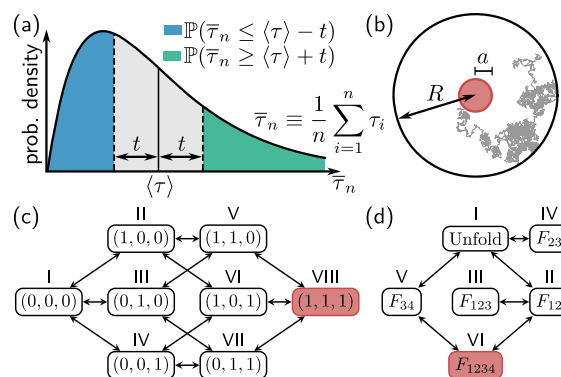 (a)
ℙ(τ̅ₙ ≤ ⟨τ⟩ − t)
ℙ(τ̅ₙ ≥ ⟨τ⟩ + t)
prob. density
τ̅ₙ ≡ 1/n ∑ᵢ₌₁ⁿ τᵢ
t t
⟨τ⟩
τ̅ₙ
(b)
a
R
(c)
II V
(1, 0, 0) (1, 1, 0)
I III VI VIII
(0, 0, 0) (0, 1, 0) (1, 0, 1) (1, 1, 1)
IV VII
(0, 0, 1) (0, 1, 1)
(d)
I IV
Unfold F₂₃
V III II
F₃₄ F₁₂₃ F₁₂
VI
F₁₂₃₄